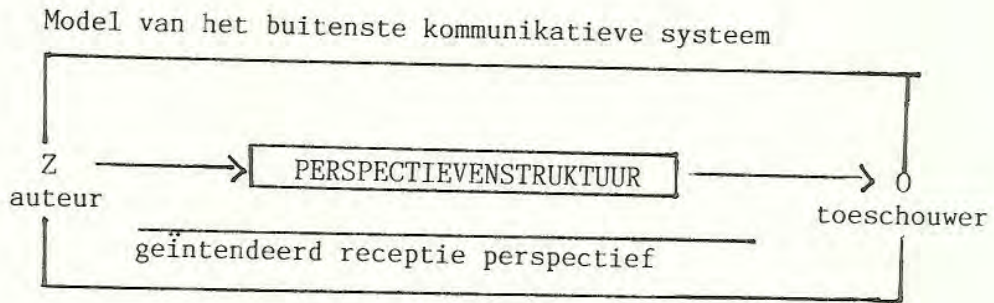 Model van het buitenste kommunikatieve systeem
Z PERSPECTIEVENSTRUKTUUR O
auteur toeschouwer
geïntendeerd receptie perspectief